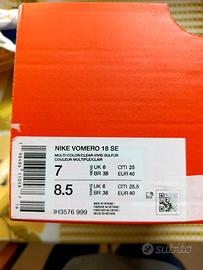 NIKE VOMERO 18 SE
MULTI-COLOR/CLEAR-VIVID SULFUR
COULEUR MULTIPLE/CLAIR
7 UK 6 cm 25
BR 38 EUR 40
8.5 UK 6 cm 25.5
BR 38 EUR 40
IH3576 999
subito